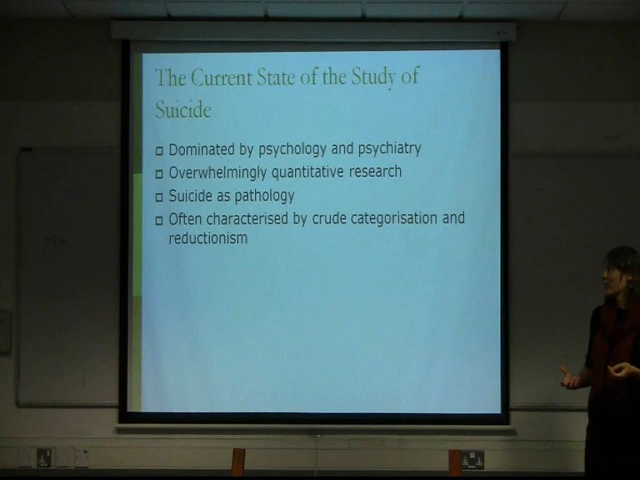 The Current State of the Study of
Suicide
Dominated by psychology and psychiatry
Overwhelmingly quantitative research
Suicide as pathology
Often characterised by crude categorisation and
reductionism